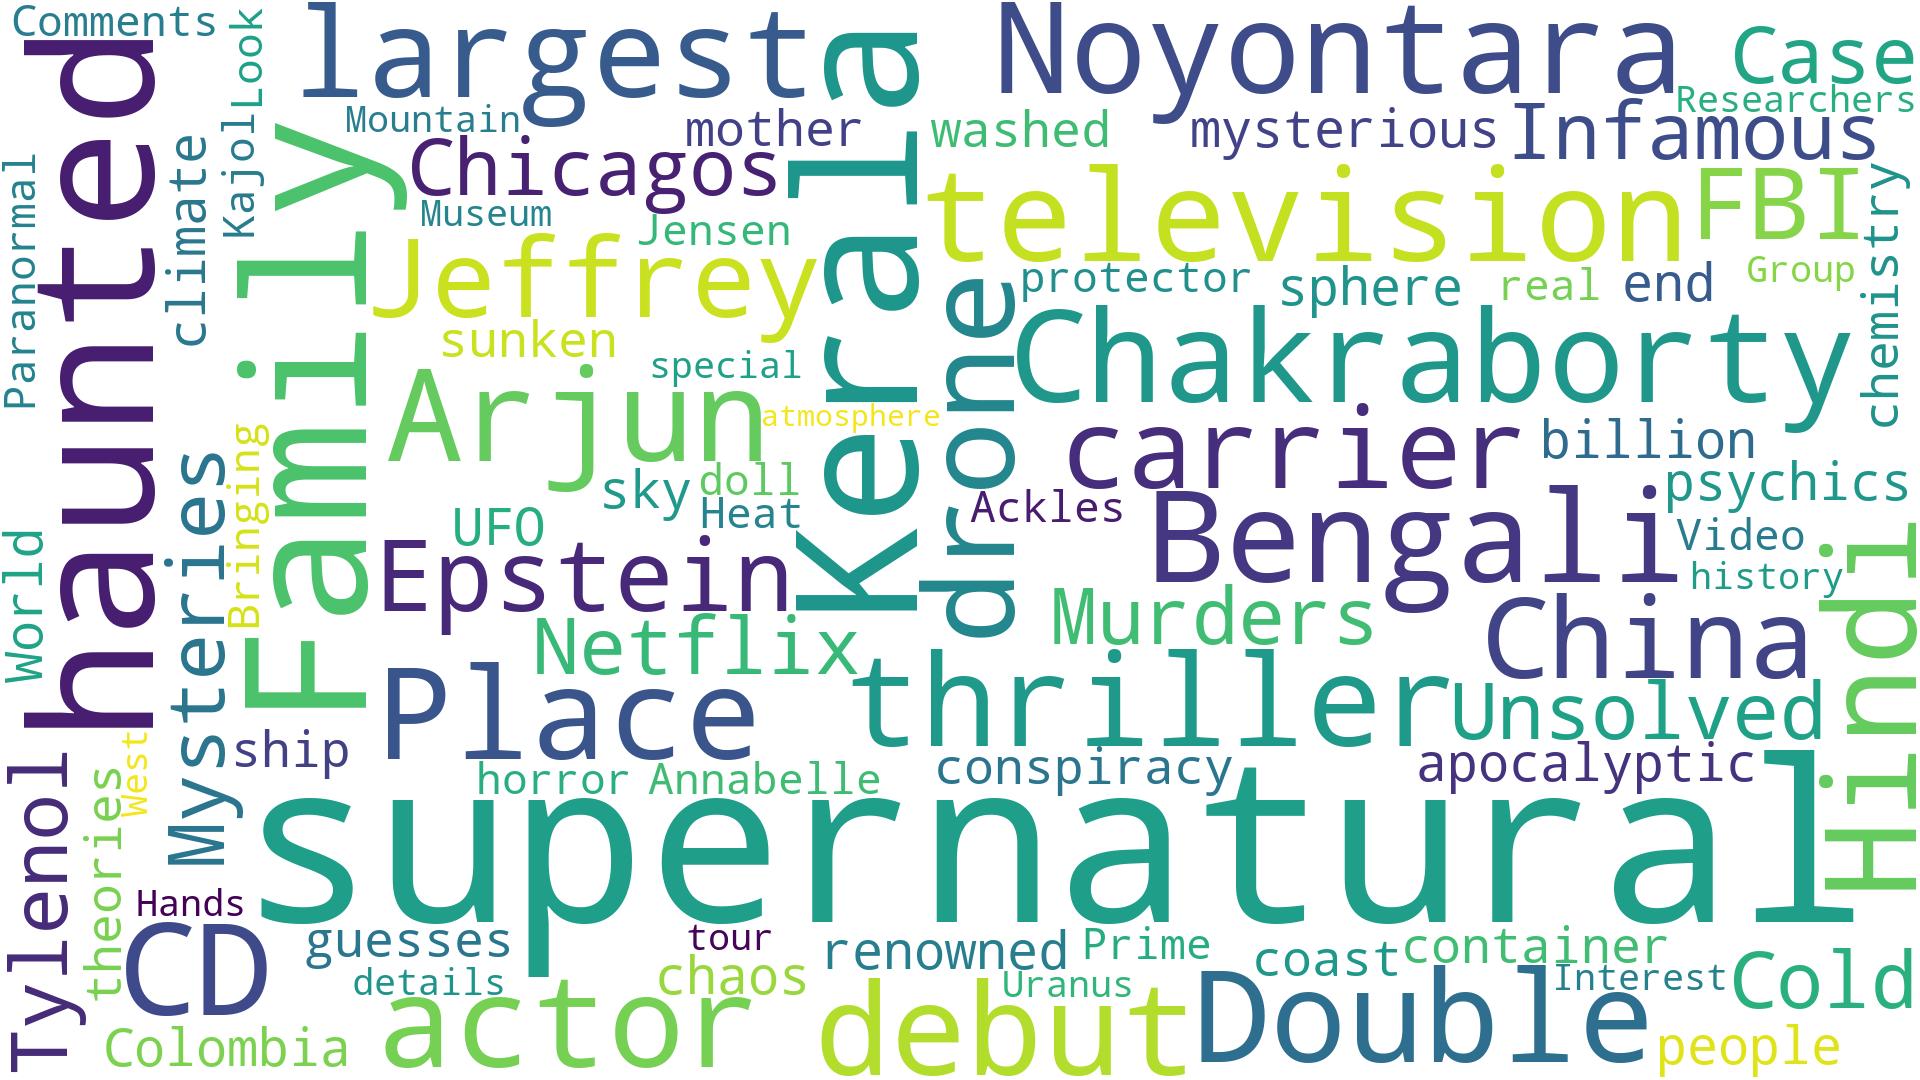 Comments
haunted
Look
Kajol
largest
Kerala
Noyontara
Case
Researchers
Mountain
mother
washed
mysterious
Infamous
Paranormal
climate
Family
Chicagos
Museum
Jensen
television
FBI
chemistry
Jeffrey
protector
sphere
real
end
Group
sunken
special
drone
Chakraborty
Arjun
atmosphere
carrier
billion
Bringing
Mysteries
sky
doll
Heat
Ackles
Bengali
psychics
World
UFO
Video
history
Hindi
Epstein
Netflix
Murders
China
Place
thriller
Unsolved
Tylenol
West
ship
horror
Annabelle
conspiracy
apocalyptic
theories
supernatural
Hands
CD
guesses
tour
renowned
Prime
coast
container
details
chaos
Uranus
Interest
Cold
Colombia
actor
debut
Double
people